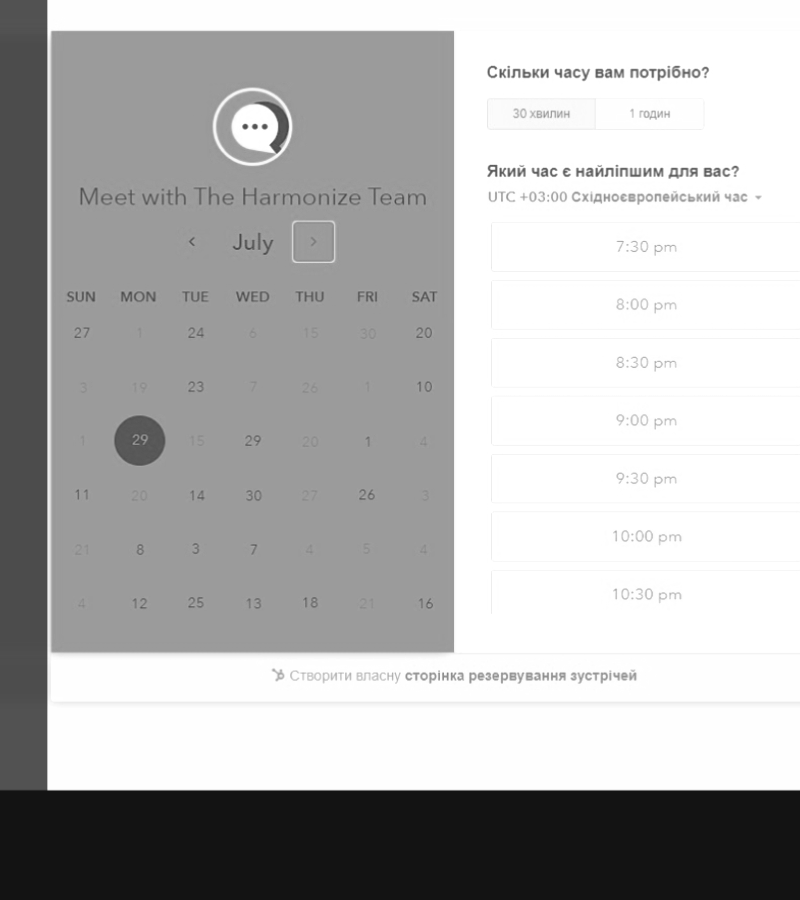 Meet with The Harmonize Team
July
SUN MON TUE WED THU FRI SAT
27 1 24 6 15 30 20
3 19 23 7 26 1 10
1 29 15 29 20 1 4
11 20 14 30 27 26 3
21 8 3 7 4 5 4
4 12 25 13 18 21 16
Скільки часу вам потрібно?
30 хвилин 1 годин
Який час є найліпшим для вас?
UTC +03:00 Східноєвропейський час
7:30 pm
8:00 pm
8:30 pm
9:00 pm
9:30 pm
10:00 pm
10:30 pm
Створити власну сторінка резервування зустрічей